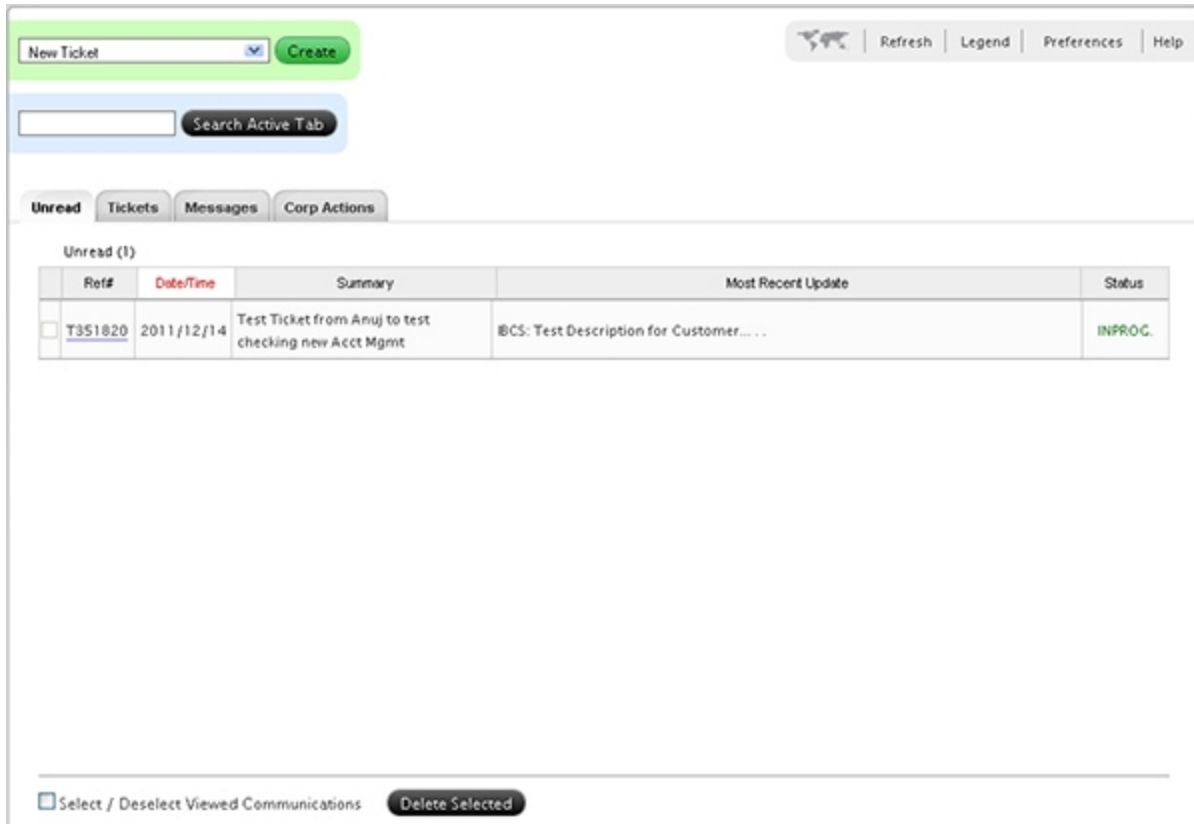 New Ticket Create
Refresh Legend Preferences Help
Search Active Tab
Unread Tickets Messages Corp Actions
Unread (1)
Ref# Date/Time Summary Most Recent Update Status
T351820 2011/12/14 Test Ticket from Anuj to test checking new Acct Mgmt IBCS: Test Description for Customer... . . INPROG.
Select / Deselect Viewed Communications Delete Selected